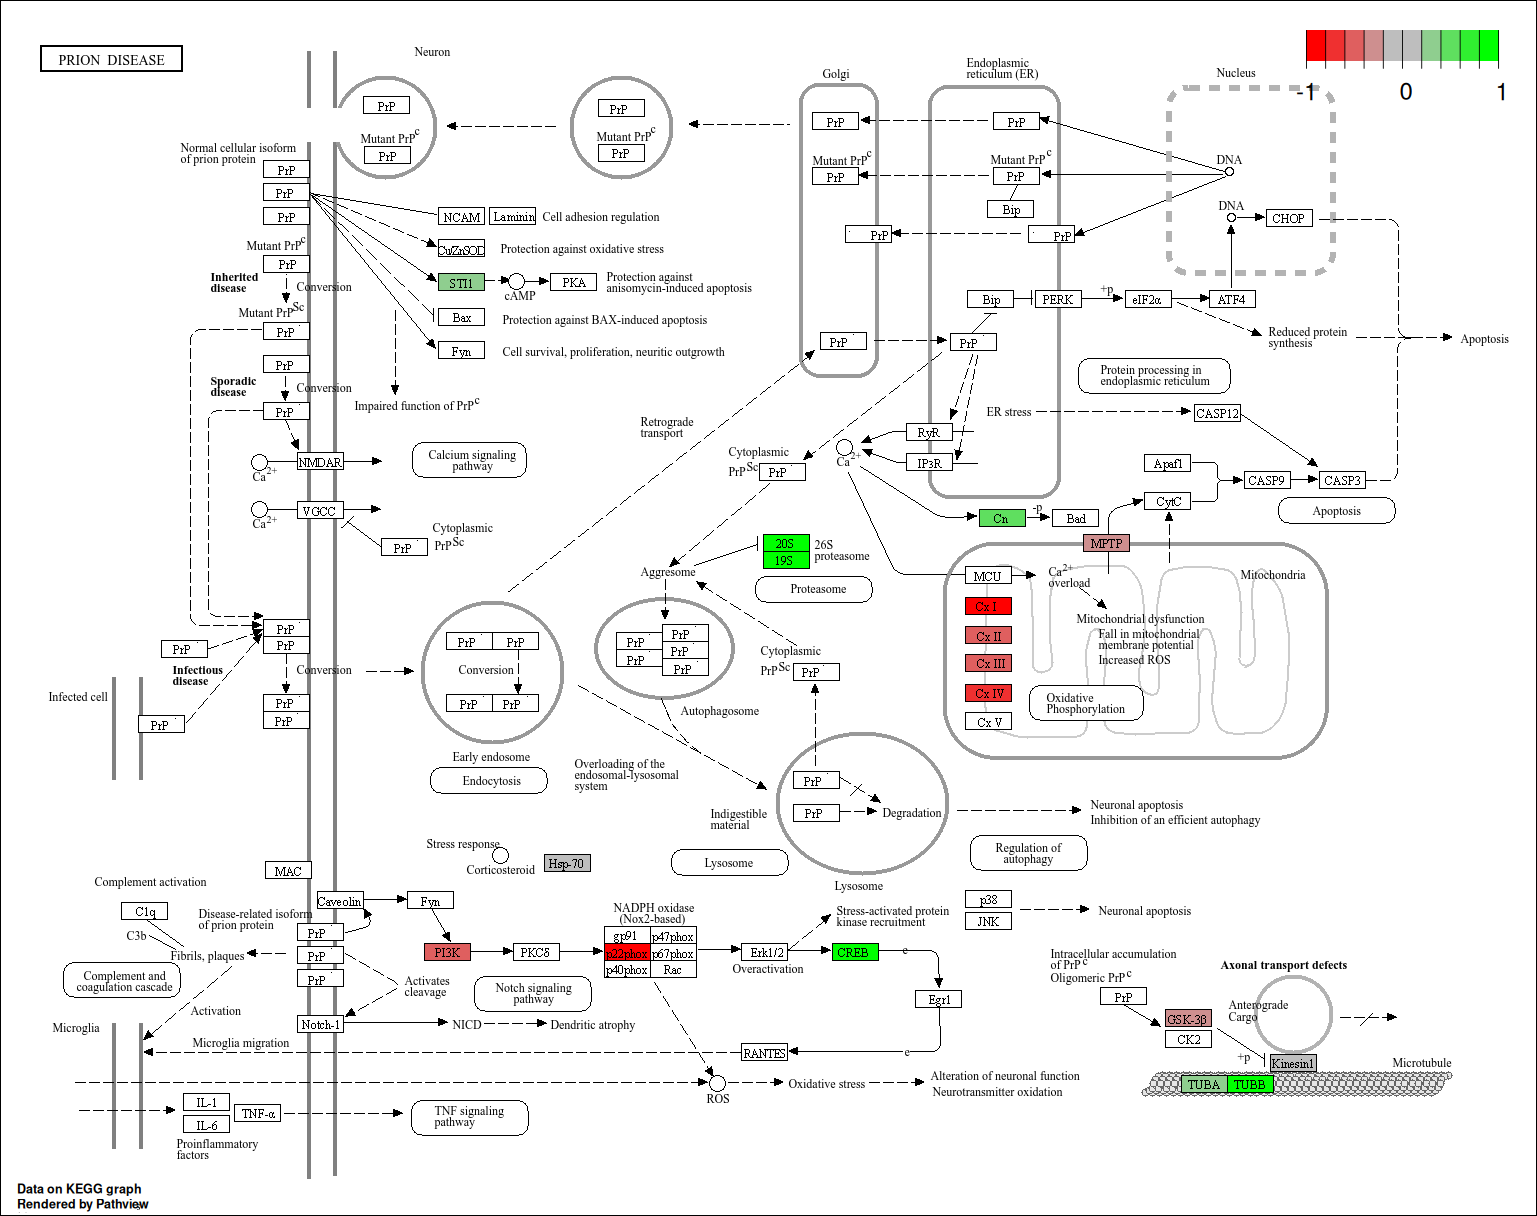 PRION DISEASE
Neuron
Golgi
Endoplasmic
reticulum (ER)
Nucleus
-1
0
1
PrP
Mutant PrP c
PrP
PrP
Mutant PrP c
PrP
PrP
Mutant PrP c
PrP
PrP
PrP
Mutant PrP c
PrP
Bip
PrP
DNA
DNA
CHOP
Normal cellular isoform
of prion protein
PrP
PrP
PrP
Mutant PrP c
PrP
Inherited
disease
Conversion
Mutant PrP Sc
PrP
PrP
Sporadic
disease
Conversion
PrP
NCAM
Laminin
Cell adhesion regulation
Cu/ZnSOD
Protection against oxidative stress
STI1
cAMP
PKA
Protection against
anisomycin-induced apoptosis
Bax
Protection against BAX-induced apoptosis
Fyn
Cell survival, proliferation, neuritic outgrowth
Impaired function of PrP c
Bip
PERK
+p
eIF2α
ATF4
Reduced protein
synthesis
Apoptosis
PrP
PrP
Protein processing in
endoplasmic reticulum
ER stress
CASP12
Retrograde
transport
RyR
IP3R
Ca 2+
Cytoplasmic
PrP Sc
PrP
Apaf1
CytC
CASP9
CASP3
Apoptosis
NMDAR
Ca 2+
Calcium signaling
pathway
VGCC
Ca 2+
Cytoplasmic
PrP Sc
PrP
Cn
-p
Bad
MPTP
20S
19S
26S
proteasome
Proteasome
Aggresome
MCU
Ca 2+
overload
Mitochondria
Cx I
Cx II
Cx III
Cx IV
Cx V
Mitochondrial dysfunction
Fall in mitochondrial
membrane potential
Increased ROS
Oxidative
Phosphorylation
PrP
PrP
PrP
Infectious
disease
Conversion
Infected cell
PrP
PrP
PrP
PrP
PrP
Conversion
PrP
PrP
Early endosome
Endocytosis
PrP
PrP
PrP
PrP
PrP
Autophagosome
Cytoplasmic
PrP Sc
PrP
Overloading of the
endosomal-lysosomal
system
PrP
PrP
Degradation
Indigestible
material
Lysosome
Lysosome
Neuronal apoptosis
Inhibition of an efficient autophagy
Regulation of
autophagy
Stress response
Corticosteroid
Hsp-70
MAC
Complement activation
C1q
C3b
Disease-related isoform
of prion protein
Caveolin
Fyn
PrP
PrP
PrP
Fibrils, plaques
Complement and
coagulation cascade
Activation
Activates
cleavage
PI3K
PKCδ
NADPH oxidase
(Nox2-based)
gp91
p47phox
p22phox
p67phox
p40phox
Rac
Erk1/2
Overactivation
Stress-activated protein
kinase recruitment
CREB
e
Egr1
e
p38
JNK
Neuronal apoptosis
Notch signaling
pathway
Notch-1
NICD
Dendritic atrophy
Microglia
Microglia migration
RANTES
ROS
Oxidative stress
Alteration of neuronal function
Neurotransmitter oxidation
IL-1
IL-6
TNF-α
Proinflammatory
factors
TNF signaling
pathway
Intracellular accumulation
of PrP c
Oligomeric PrP c
PrP
Axonal transport defects
Anterograde
Cargo
GSK-3β
CK2
+p
Kinesin1
Microtubule
TUBA
TUBB
Data on KEGG graph
Rendered by Pathview